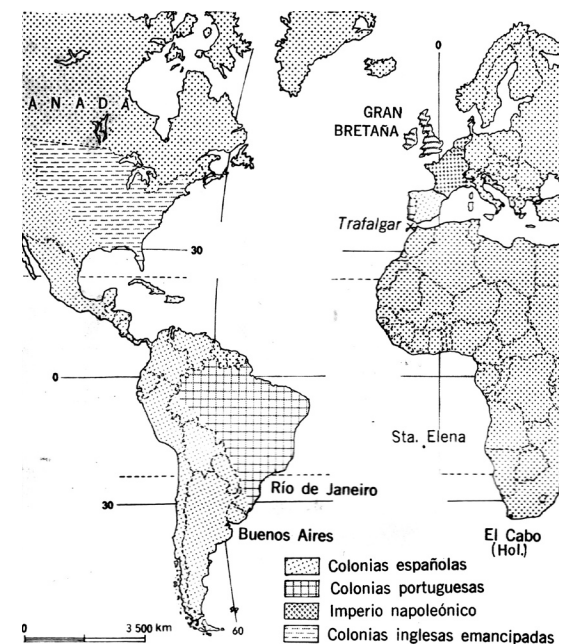 0
CANADA
GRAN
BRETAÑA
Trafalgar
30
0
Sta. Elena
Río de Janeiro
30
Buenos Aires
El Cabo
(Hol.)
Colonias españolas
Colonias portuguesas
Imperio napoleónico
Colonias inglesas emancipadas
0
3 500 km
60